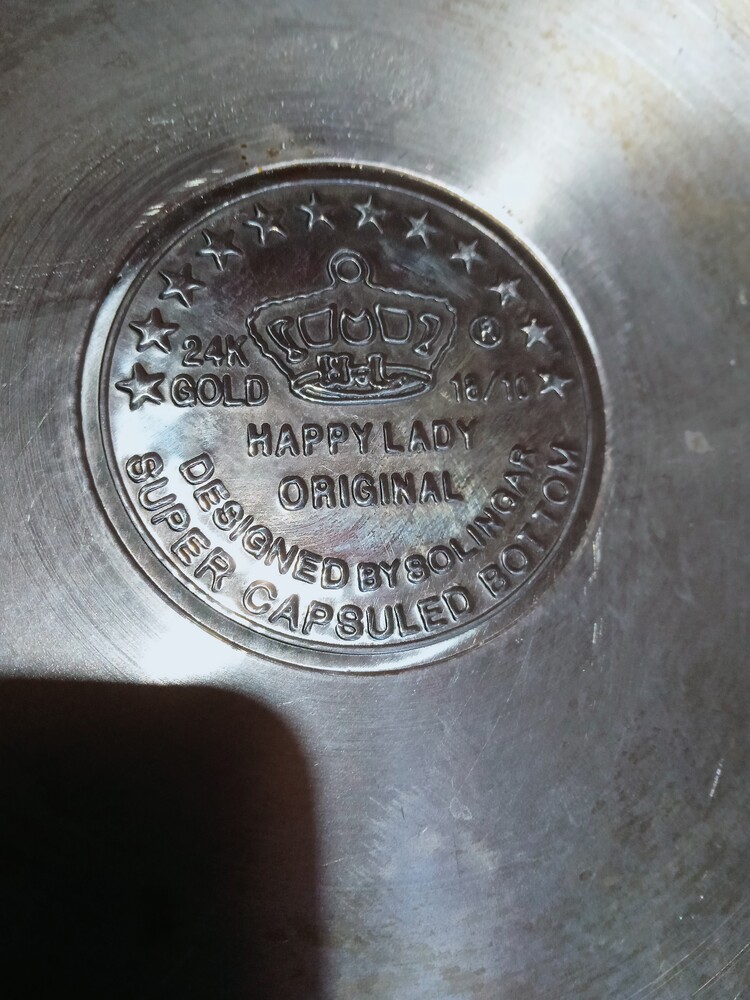 24K
GOLD
H-L
®
18/10
HAPPY LADY
ORIGINAL
DESIGNED BY SOLINGAR
SUPER CAPSULED BOTTOM